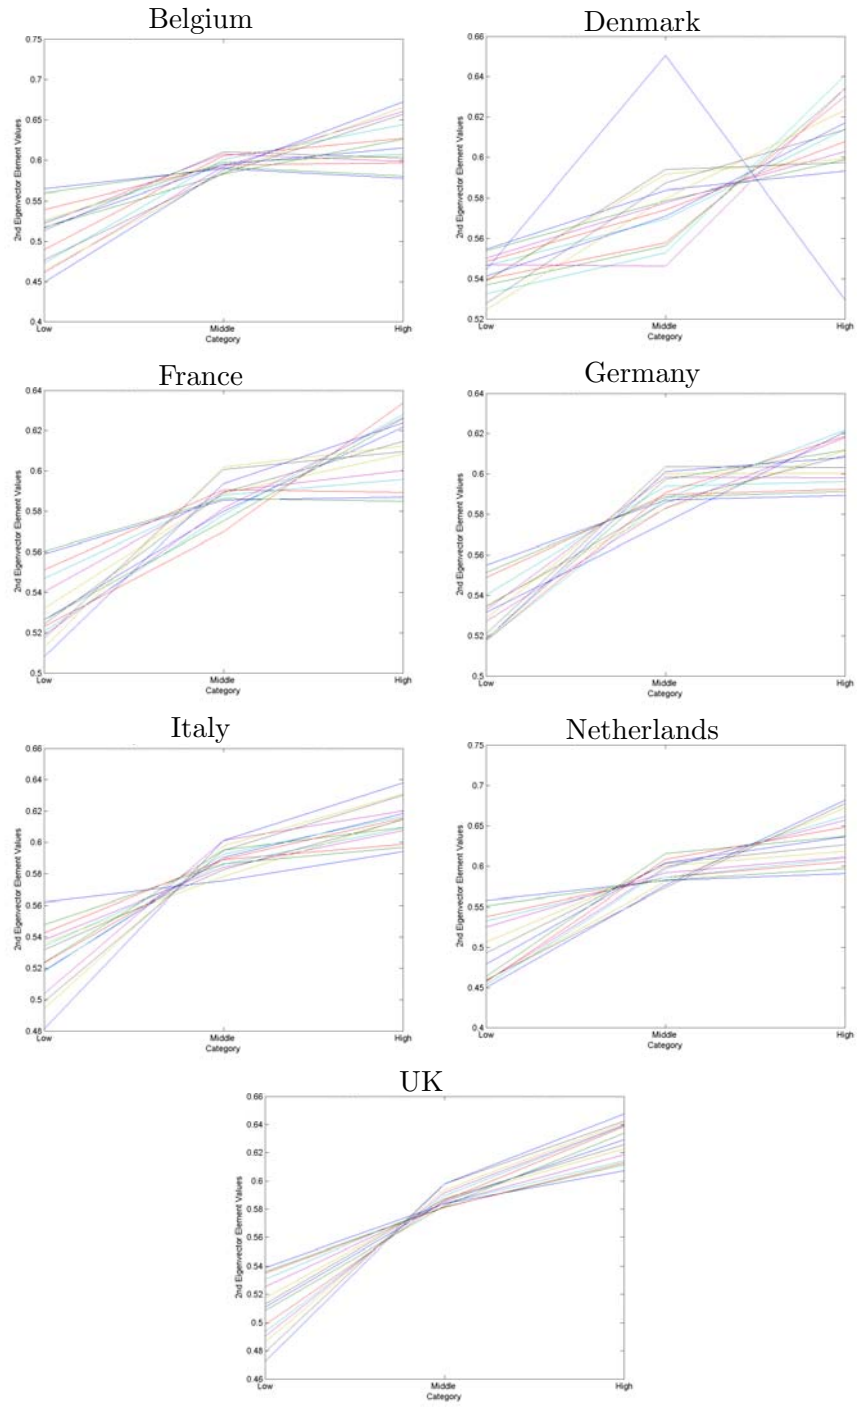 Belgium
0.75
0.7
0.65
0.6
0.55
0.5
0.45
0.4
2nd Eigenvector Element Values
Low Middle High
Category
Denmark
0.66
0.64
0.62
0.6
0.58
0.56
0.54
0.52
2nd Eigenvector Element Values
Low Middle High
Category
France
0.64
0.62
0.6
0.58
0.56
0.54
0.52
0.5
2nd Eigenvector Element Values
Low Middle High
Category
Germany
0.64
0.62
0.6
0.58
0.56
0.54
0.52
0.5
2nd Eigenvector Element Values
Low Middle High
Category
Italy
0.66
0.64
0.62
0.6
0.58
0.56
0.54
0.52
0.5
0.48
2nd Eigenvector Element Values
Low Middle High
Category
Netherlands
0.75
0.7
0.65
0.6
0.55
0.5
0.45
0.4
2nd Eigenvector Element Values
Low Middle High
Category
UK
0.66
0.64
0.62
0.6
0.58
0.56
0.54
0.52
0.5
0.48
0.46
2nd Eigenvector Element Values
Low Middle High
Category